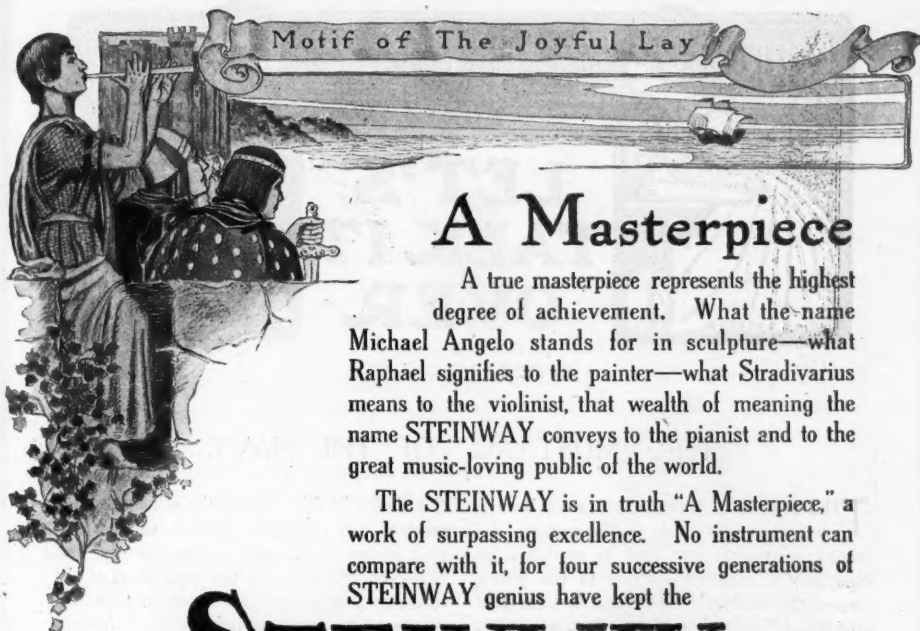 Motif of The Joyful Lay
A Masterpiece
A true masterpiece represents the highest
degree of achievement. What the name
Michael Angelo stands for in sculpture—what
Raphael signifies to the painter—what Stradivarius
means to the violinist, that wealth of meaning the
name STEINWAY conveys to the pianist and to the
great music-loving public of the world.
The STEINWAY is in truth “A Masterpiece,” a
work of surpassing excellence. No instrument can
compare with it, for four successive generations of
STEINWAY genius have kept the
STEINWAY